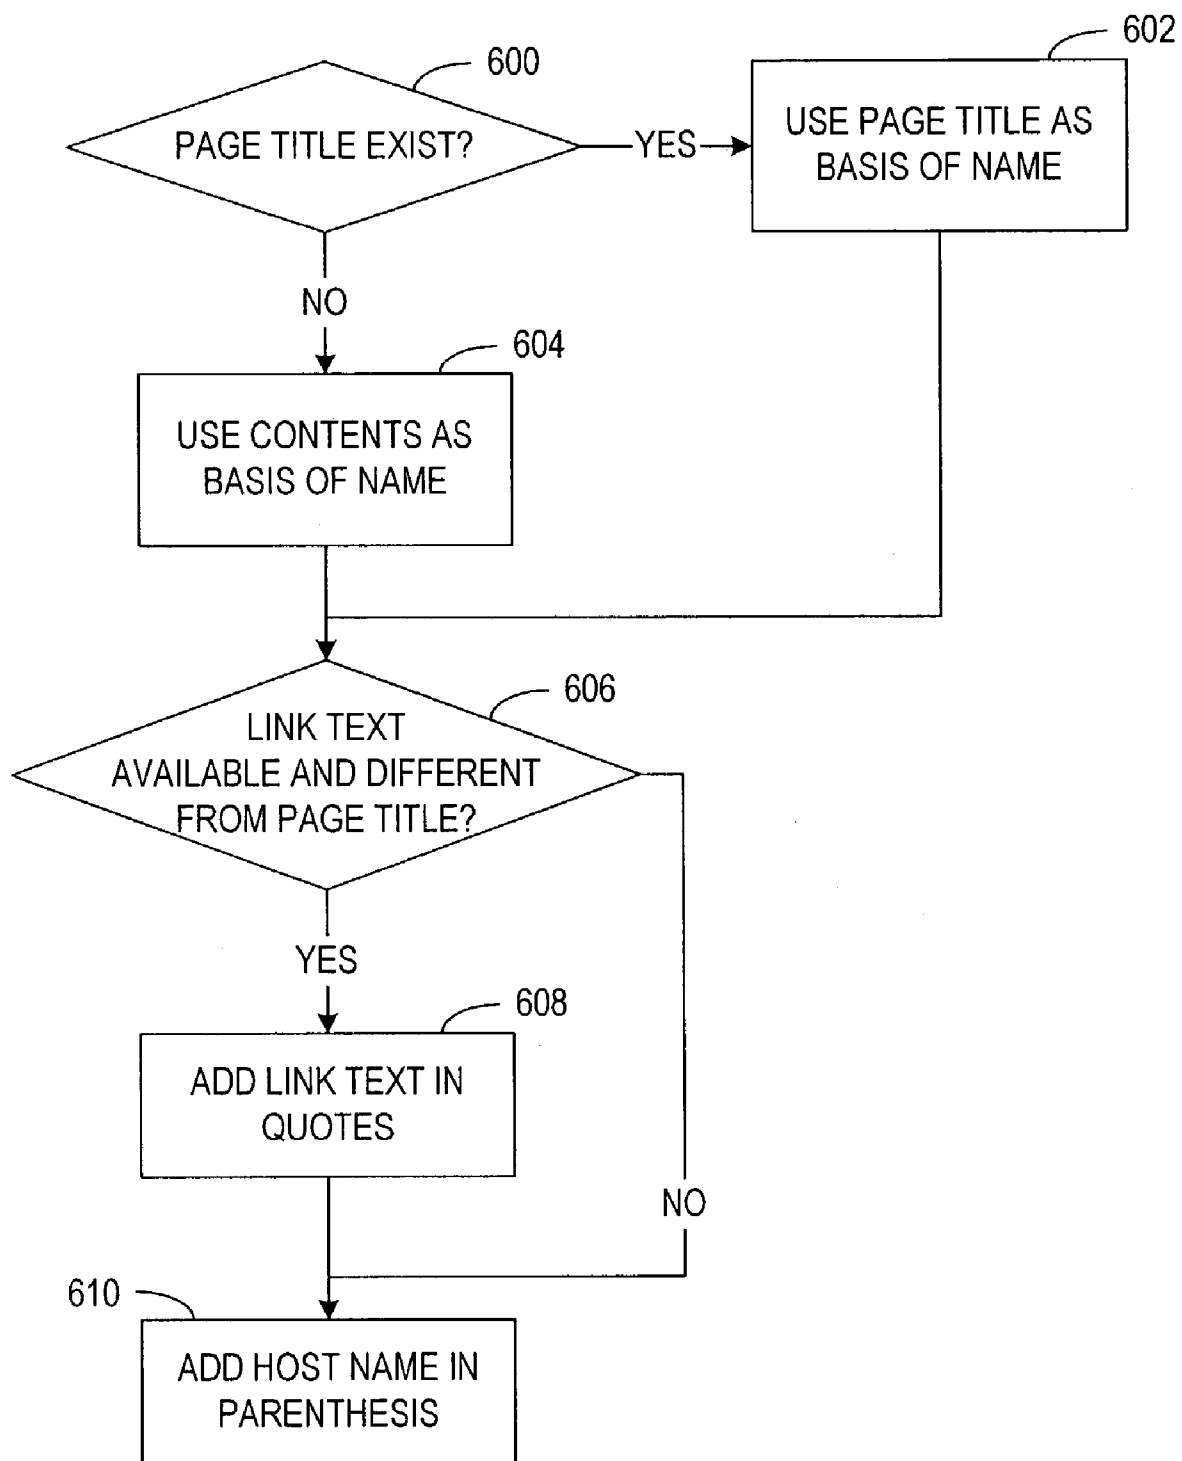 602
600
PAGE TITLE EXIST?
YES
USE PAGE TITLE AS
BASIS OF NAME
NO
604
USE CONTENTS AS
BASIS OF NAME
606
LINK TEXT
AVAILABLE AND DIFFERENT
FROM PAGE TITLE?
YES
608
ADD LINK TEXT IN
QUOTES
NO
610
ADD HOST NAME IN
PARENTHESIS